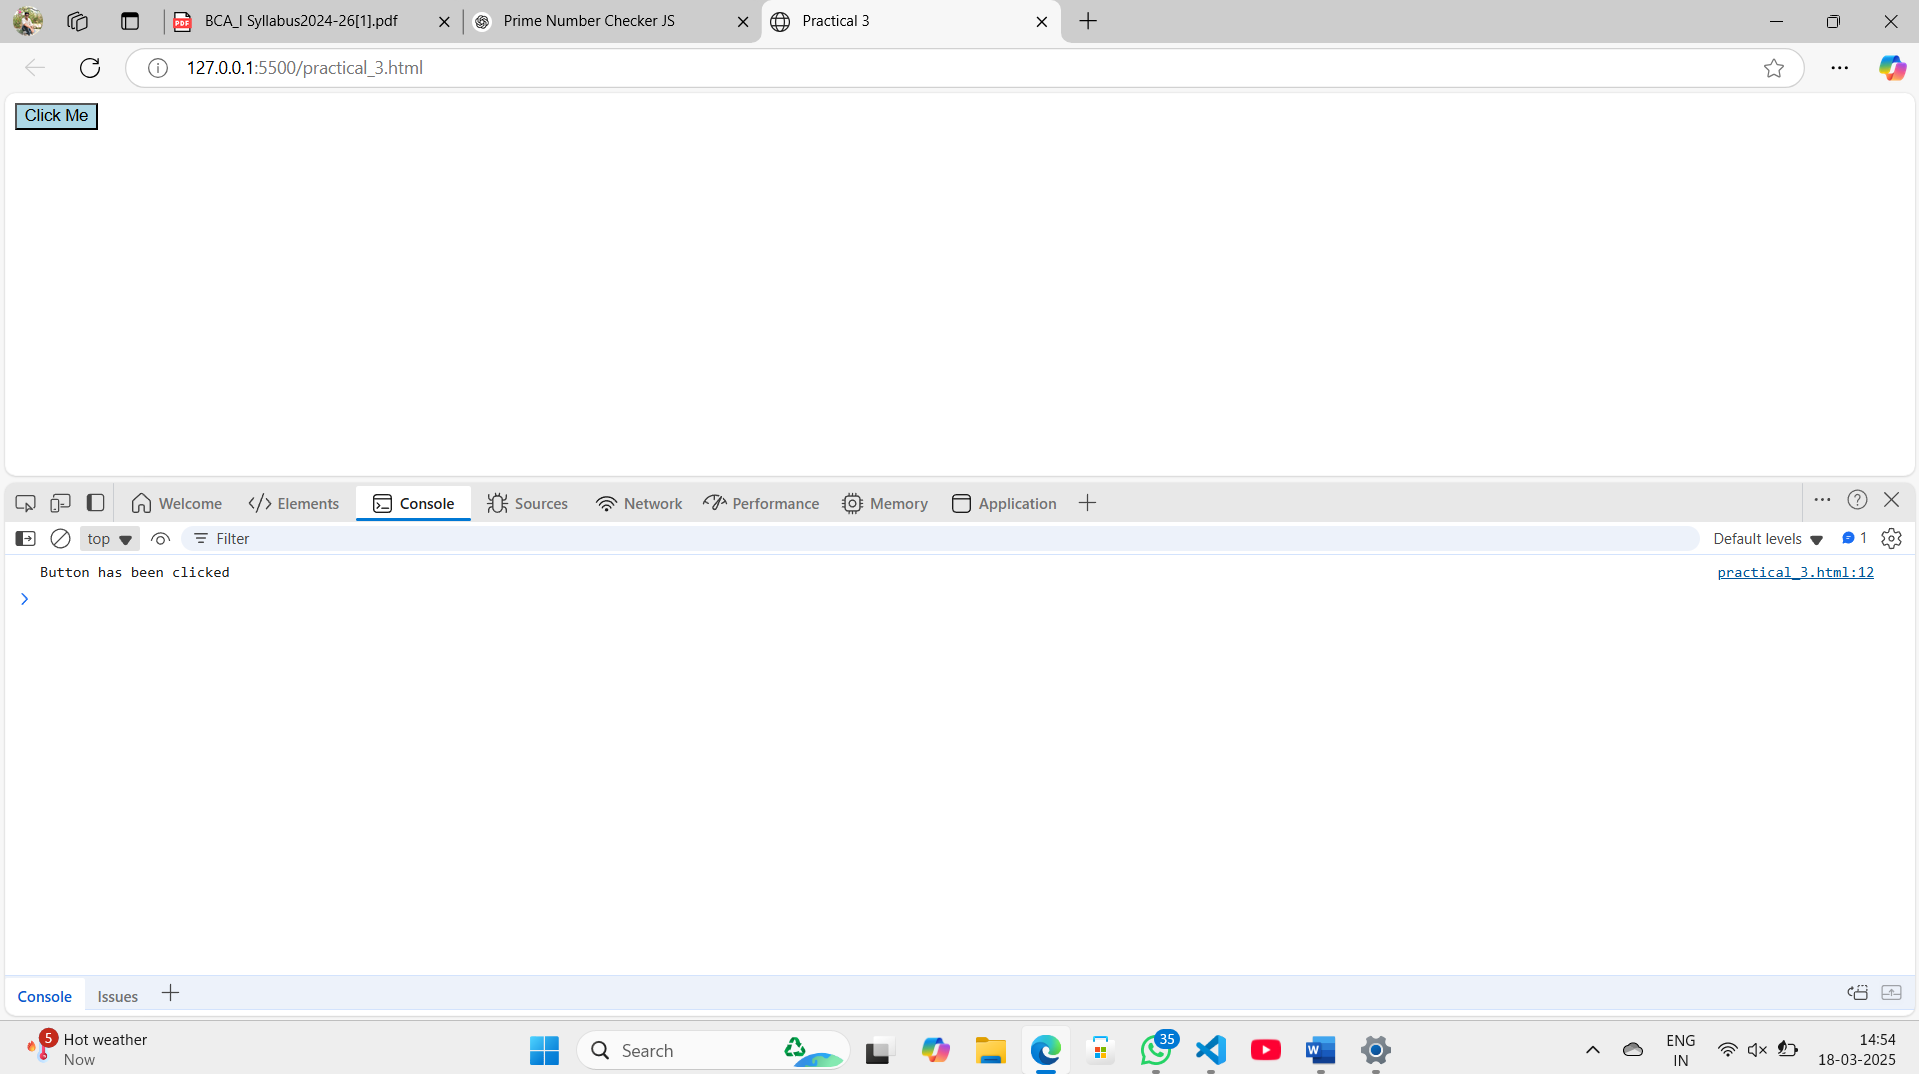 BCA_I Syllabus2024-26[1].pdf
Prime Number Checker JS
Practical 3
127.0.0.1:5500/practical_3.html
Click Me
Welcome Elements Console Sources Network Performance Memory Application
top Filter Default levels 1
Button has been clicked practical_3.html:12
Console Issues
5 Hot weather
Now
Search
35
ENG
IN
14:54
18-03-2025